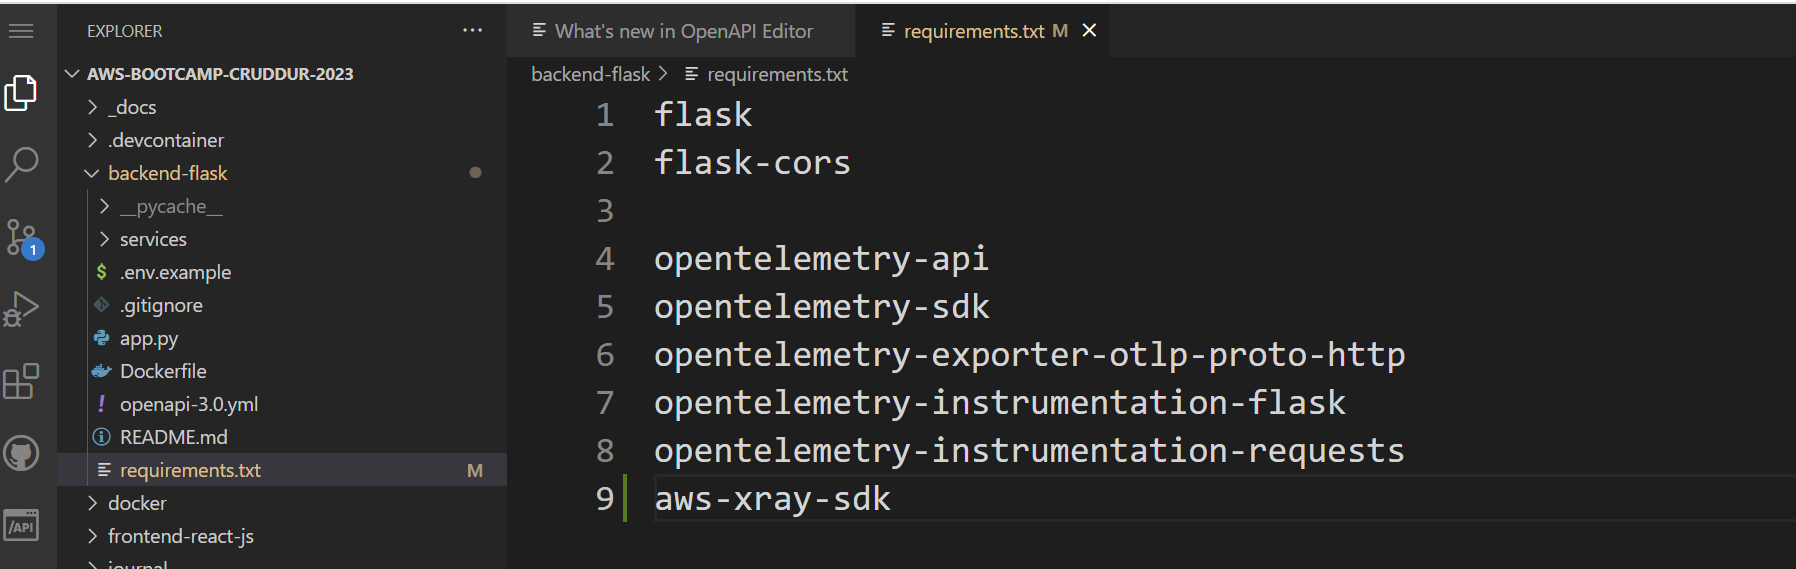 EXPLORER
AWS-BOOTCAMP-CRUDDUR-2023
_docs
.devcontainer
backend-flask
__pycache__
services
$ .env.example
.gitignore
app.py
Dockerfile
! openapi-3.0.yml
README.md
requirements.txt M
docker
frontend-react-js
journal
1
/API
What's new in OpenAPI Editor
requirements.txt M
backend-flask > requirements.txt
1 flask
2 flask-cors
3
4 opentelemetry-api
5 opentelemetry-sdk
6 opentelemetry-exporter-otlp-proto-http
7 opentelemetry-instrumentation-flask
8 opentelemetry-instrumentation-requests
9 aws-xray-sdk